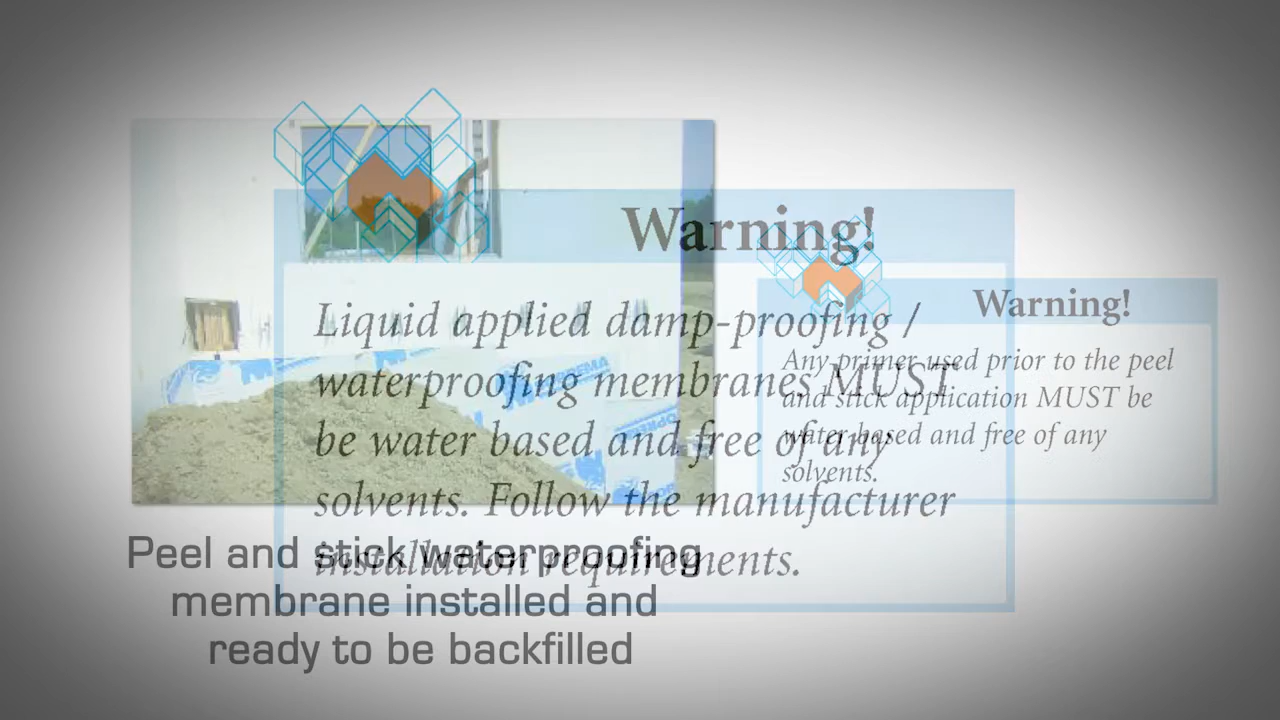 Warning!
Liquid applied damp-proofing /
waterproofing membranes MUST
be water based and free of any
solvents. Follow the manufacturer
installation requirements.
Warning!
Any primer used prior to the peel
and stick application MUST be
water based and free of any
solvents.
Peel and stick waterproofing
membrane installed and
ready to be backfilled